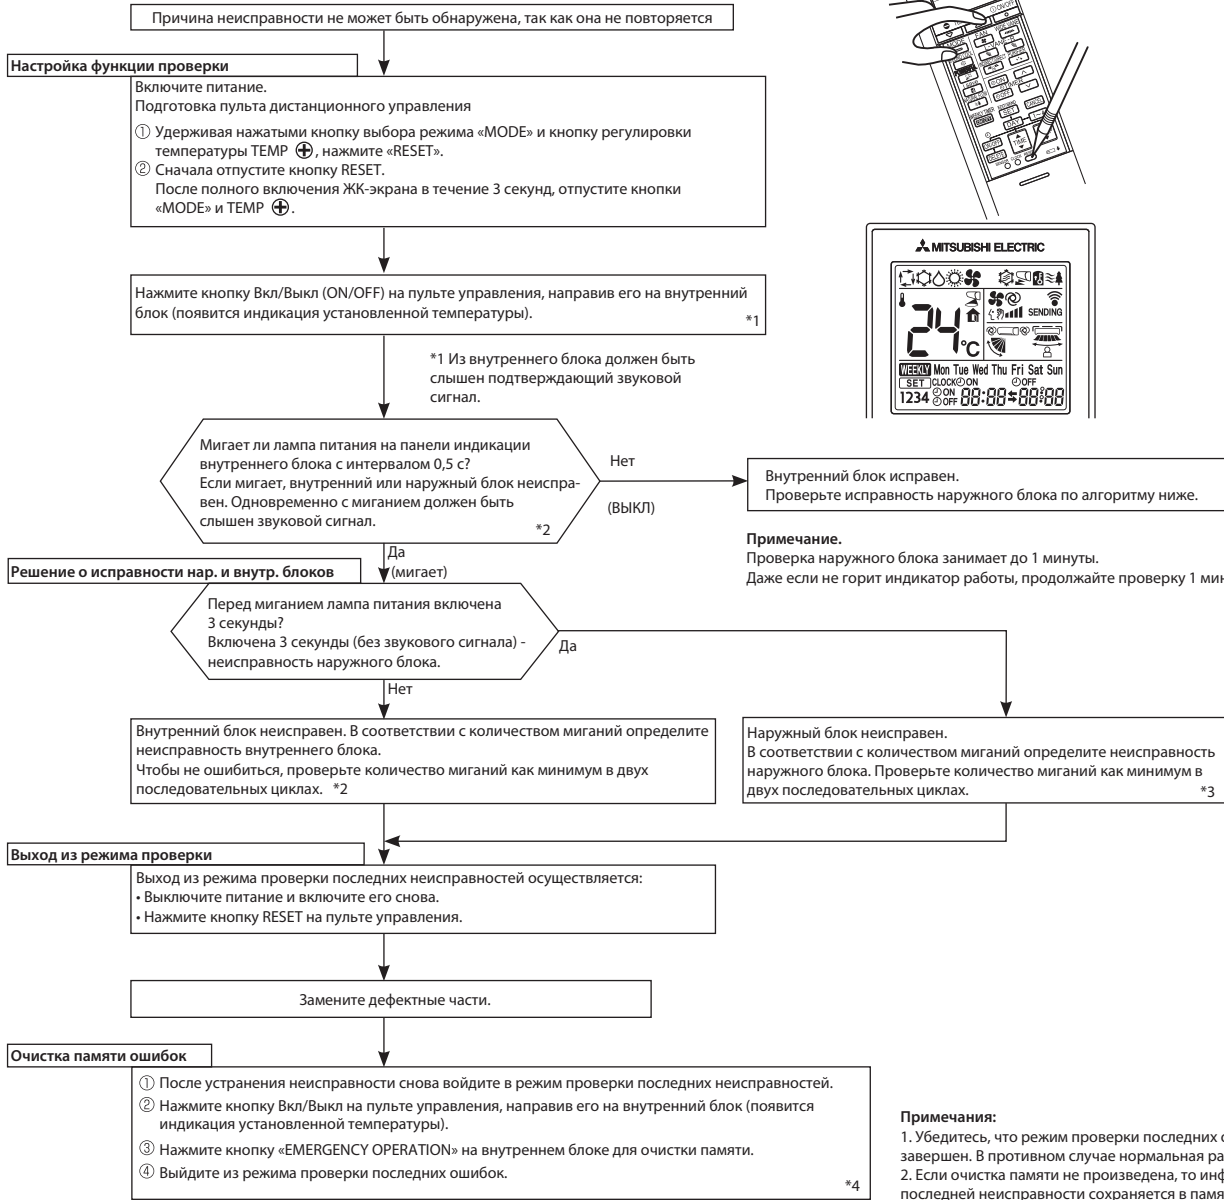 Причина неисправности не может быть обнаружена, так как она не повторяется
Настройка функции проверки
Включите питание.
Подготовка пульта дистанционного управления
① Удерживая нажатыми кнопку выбора режима «MODE» и кнопку регулировки
температуры TEMP ⊕, нажмите «RESET».
② Сначала отпустите кнопку RESET.
После полного включения ЖК-экрана в течение 3 секунд, отпустите кнопки
«MODE» и TEMP ⊕.
Нажмите кнопку Вкл/Выкл (ON/OFF) на пульте управления, направив его на внутренний
блок (появится индикация установленной температуры). *1
*1 Из внутреннего блока должен быть
слышен подтверждающий звуковой
сигнал.
MITSUBISHI ELECTRIC
SENDING
24°C
WEEKLY Mon Tue Wed Thu Fri Sat Sun
SET CLOCK ON OFF
1234 ON OFF 88:88 88:88
Мигает ли лампа питания на панели индикации
внутреннего блока с интервалом 0,5 с?
Если мигает, внутренний или наружный блок неиспра-
вен. Одновременно с миганием должен быть
слышен звуковой сигнал. *2
Нет
(ВЫКЛ)
Внутренний блок исправен.
Проверьте исправность наружного блока по алгоритму ниже.
Примечание.
Проверка наружного блока занимает до 1 минуты.
Даже если не горит индикатор работы, продолжайте проверку 1
Да
(мигает)
Решение о исправности нар. и внутр. блоков
Перед миганием лампа питания включена
3 секунды?
Включена 3 секунды (без звукового сигнала) -
неисправность наружного блока.
Да
Нет
Внутренний блок неисправен. В соответствии с количеством миганий определите
неисправность внутреннего блока.
Чтобы не ошибиться, проверьте количество миганий как минимум в двух
последовательных циклах. *2
Наружный блок неисправен.
В соответствии с количеством миганий определите неисправность
наружного блока. Проверьте количество миганий как минимум в
двух последовательных циклах. *3
Выход из режима проверки
Выход из режима проверки последних неисправностей осуществляется:
• Выключите питание и включите его снова.
• Нажмите кнопку RESET на пульте управления.
Замените дефектные части.
Очистка памяти ошибок
① После устранения неисправности снова войдите в режим проверки последних неисправностей.
② Нажмите кнопку Вкл/Выкл на пульте управления, направив его на внутренний блок (появится
индикация установленной температуры).
③ Нажмите кнопку «EMERGENCY OPERATION» на внутреннем блоке для очистки памяти.
④ Выйдите из режима проверки последних ошибок.
*4
Примечания:
1. Убедитесь, что режим проверки последних
завершен. В противном случае нормальная
2. Если очистка памяти не произведена, то
последней неисправности сохраняется в